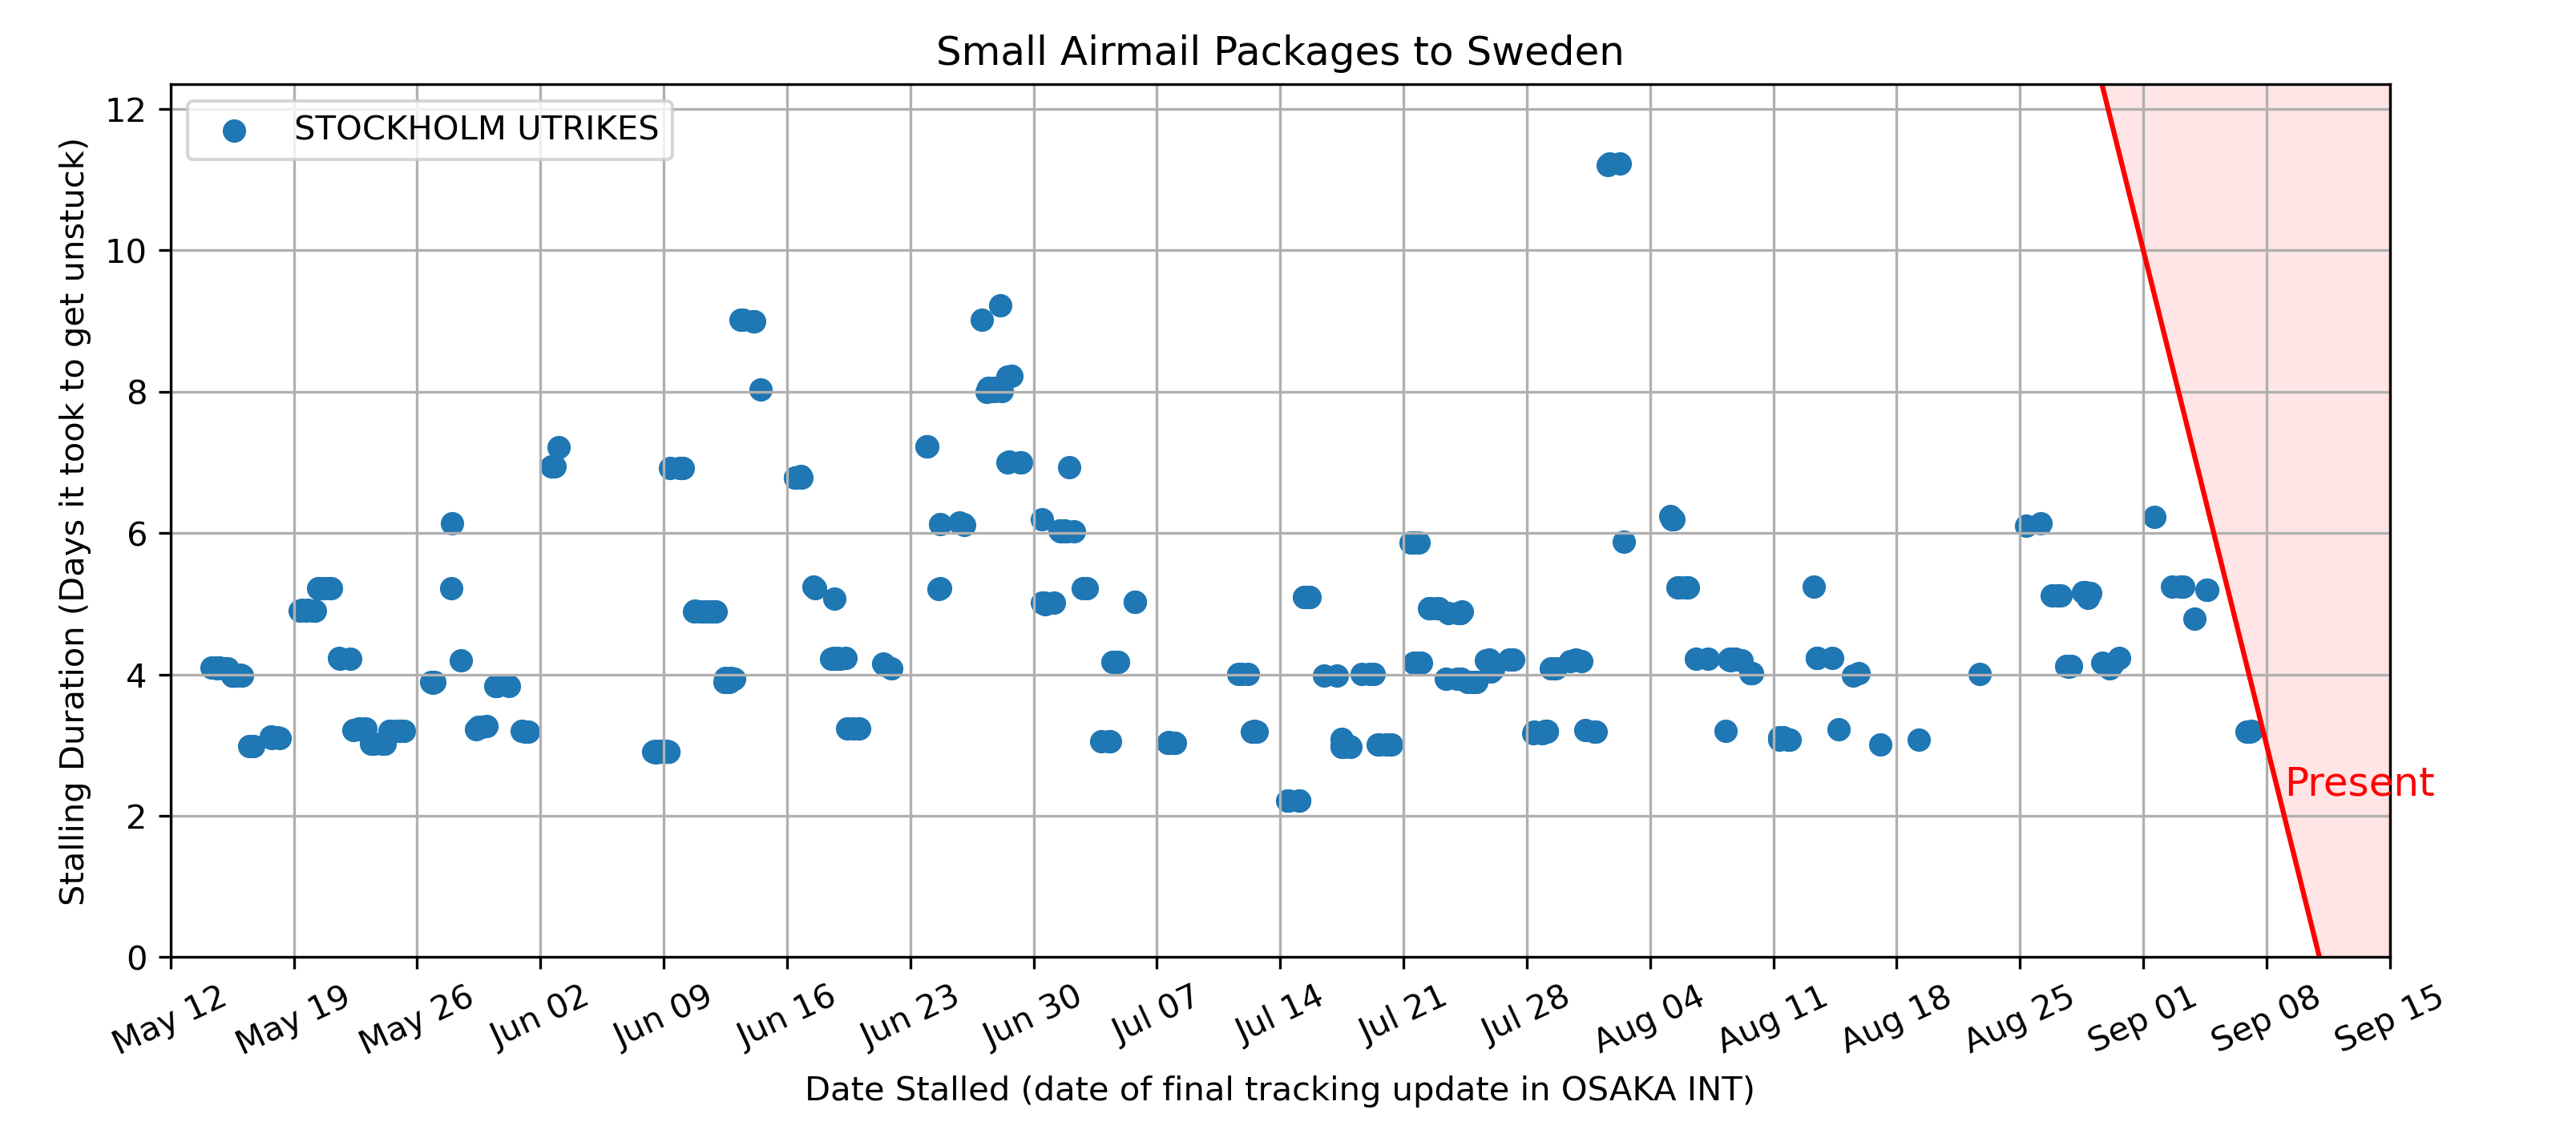 Small Airmail Packages to Sweden
STOCKHOLM UTRIKES
Stalling Duration (Days it took to get unstuck)
12
10
8
6
4
2
0
Present
May 12
May 19
May 26
Jun 02
Jun 09
Jun 16
Jun 23
Jun 30
Jul 07
Jul 14
Jul 21
Jul 28
Aug 04
Aug 11
Aug 18
Aug 25
Sep 01
Sep 08
Sep 15
Date Stalled (date of final tracking update in OSAKA INT)